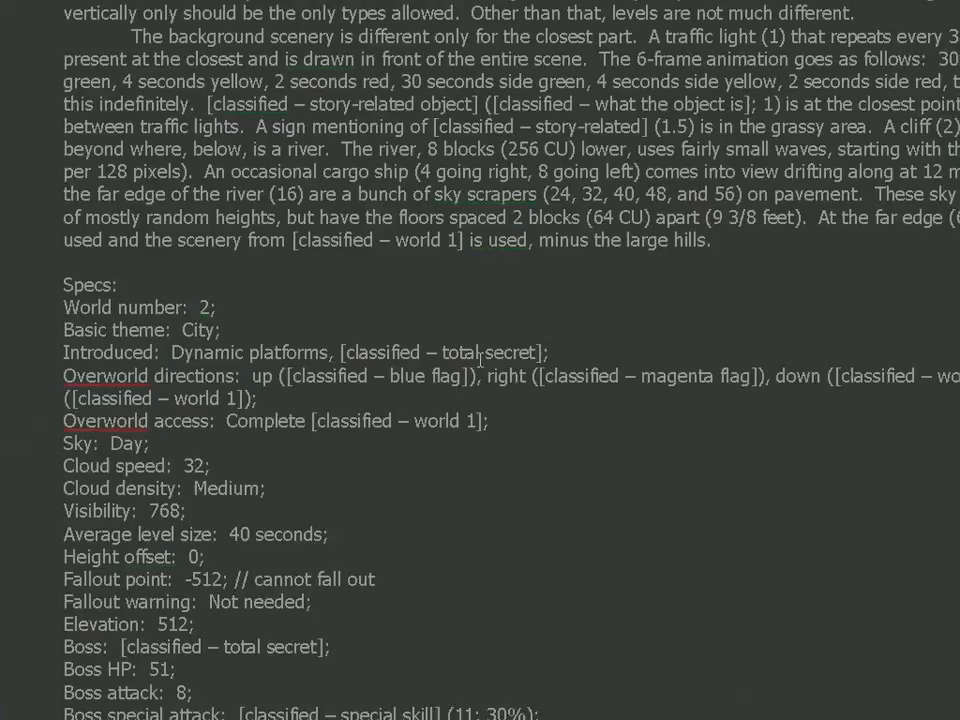 vertically only should be the only types allowed.  Other than that, levels are not much different.
The background scenery is different only for the closest part.  A traffic light (1) that repeats every 3
present at the closest and is drawn in front of the entire scene.  The 6-frame animation goes as follows:  30
green, 4 seconds yellow, 2 seconds red, 30 seconds side green, 4 seconds side yellow, 2 seconds side red, t
this indefinitely.  [classified – story-related object] ([classified – what the object is]; 1) is at the closest point
between traffic lights.  A sign mentioning of [classified – story-related] (1.5) is in the grassy area.  A cliff (2)
beyond where, below, is a river.  The river, 8 blocks (256 CU) lower, uses fairly small waves, starting with th
per 128 pixels).  An occasional cargo ship (4 going right, 8 going left) comes into view drifting along at 12 m
the far edge of the river (16) are a bunch of sky scrapers (24, 32, 40, 48, and 56) on pavement.  These sky
of mostly random heights, but have the floors spaced 2 blocks (64 CU) apart (9 3/8 feet).  At the far edge (6
used and the scenery from [classified – world 1] is used, minus the large hills.
Specs:
World number:  2;
Basic theme:  City;
Introduced:  Dynamic platforms, [classified – total secret];
Overworld directions:  up ([classified – blue flag]), right ([classified – magenta flag]), down ([classified – wo
([classified – world 1]);
Overworld access:  Complete [classified – world 1];
Sky:  Day;
Cloud speed:  32;
Cloud density:  Medium;
Visibility:  768;
Average level size:  40 seconds;
Height offset:  0;
Fallout point:  -512; // cannot fall out
Fallout warning:  Not needed;
Elevation:  512;
Boss:  [classified – total secret];
Boss HP:  51;
Boss attack:  8;
Boss special attack:  [classified – special skill] (11; 30%);